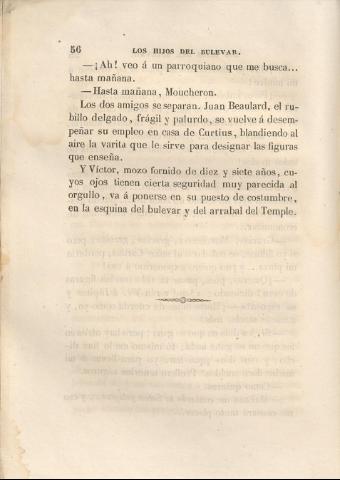 56 LOS HIJOS DEL BULEVAR.
—¡Ah! veo á un parroquiano que me busca...
hasta mañana.
—Hasta mañana, Moucheron.
Los dos amigos se separan. Juan Beaulard, el ru-
billo delgado, frágil y palurdo, se vuelve á desem-
peñar su empleo en casa de Curtius, blandiendo al
aire la varita que le sirve para designar las figuras
que enseña.
Y Víctor, mozo fornido de diez y siete años, cu-
yos ojos tienen cierta seguridad muy parecida al
orgullo, va á ponerse en su puesto de costumbre,
en la esquina del bulevar y del arrabal del Temple.